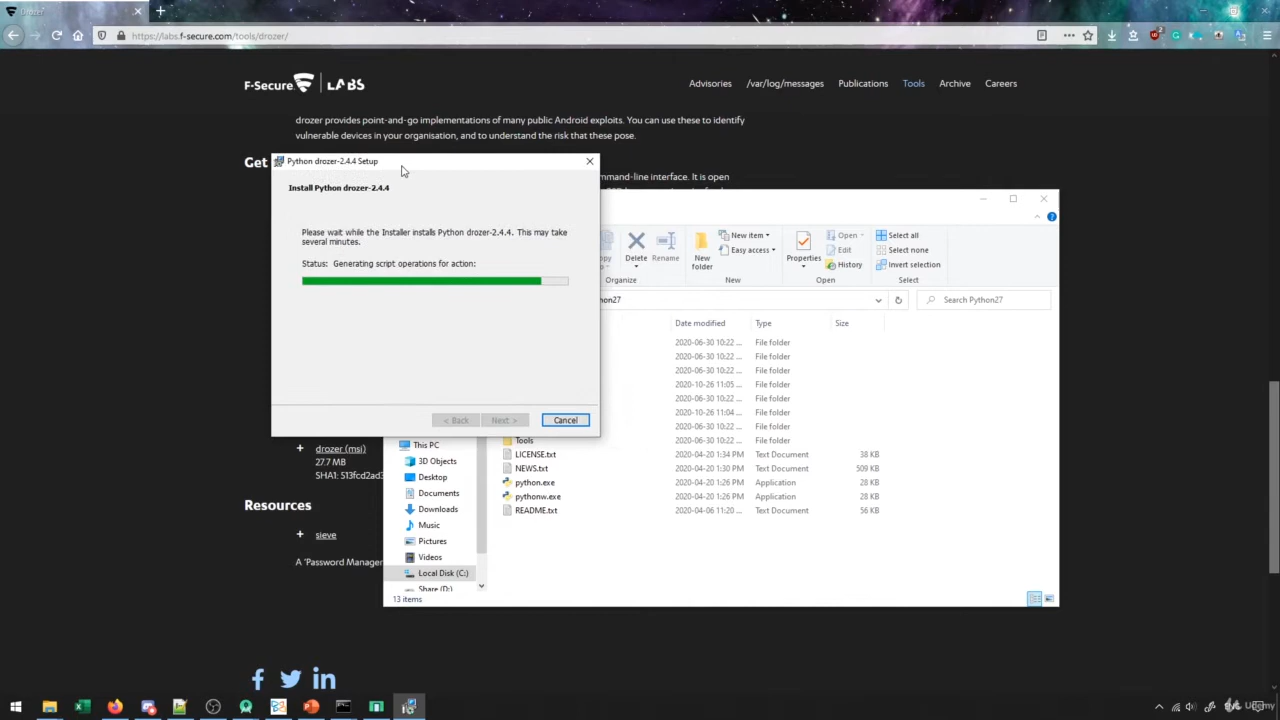 Drozer
https://labs.f-secure.com/tools/drozer/
F-Secure. LABS
Advisories
/var/log/messages
Publications
Tools
Archive
Careers
drozer provides point-and-go implementations of many public Android exploits. You can use these to identify
vulnerable devices in your organisation, and to understand the risk that these pose.
Get
mmand-line interface. It is open
Python drozer-2.4.4 Setup
Install Python drozer-2.4.4
Please wait while the Installer installs Python drozer-2.4.4. This may take
several minutes.
Status: Generating script operations for action:
< Back
Next >
Cancel
opy
Delete
Rename
Organize
New
folder
New item
Easy access
New
Properties
Open
Edit
History
Open
Select all
Select none
Invert selection
Select
thon27
Search Python27
Date modified
Type
Size
2020-06-30 10:22 ...
File folder
2020-06-30 10:22 ...
File folder
2020-06-30 10:22 ...
File folder
2020-10-26 11:05 ...
File folder
2020-06-30 10:22 ...
File folder
2020-10-26 11:04 ...
File folder
2020-06-30 10:22 ...
File folder
Tools
2020-06-30 10:22 ...
File folder
LICENSE.txt
2020-04-20 1:34 PM
Text Document
38 KB
NEWS.txt
2020-04-20 1:30 PM
Text Document
509 KB
python.exe
2020-04-20 1:26 PM
Application
28 KB
pythonw.exe
2020-04-20 1:26 PM
Application
28 KB
README.txt
2020-04-06 11:20 ...
Text Document
56 KB
This PC
3D Objects
Desktop
Documents
Downloads
Music
Pictures
Videos
Local Disk (C:)
Share (D:)
13 items
+ drozer (msi)
27.7 MB
SHA1: 513fcd2ad3
Resources
+ sieve
A 'Password Manager
Udemy